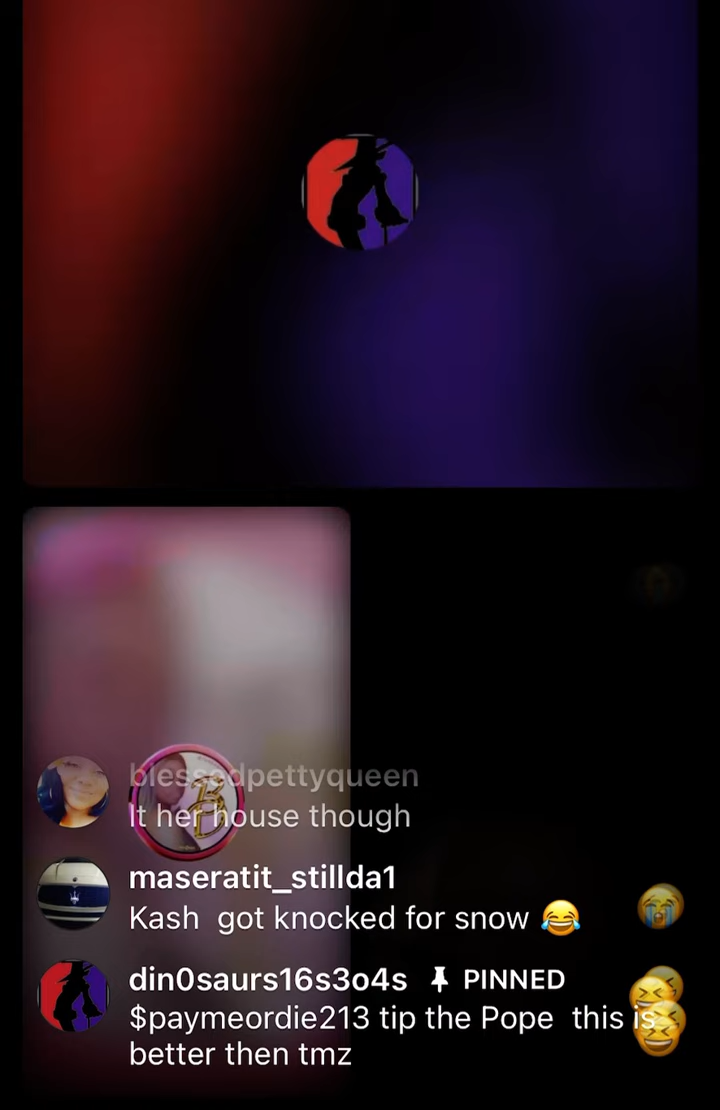 blessedpettyqueen
It her house though
maseratit_stillda1
Kash got knocked for snow 😂
din0saurs16s3o4s PINNED
$paymeordie213 tip the Pope this is
better then tmz